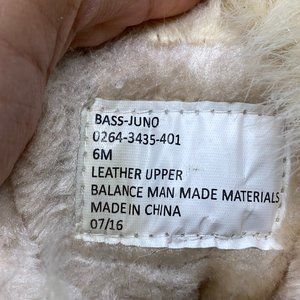 BASS-JUNO
0264-3435-401
6M
LEATHER UPPER
BALANCE MAN MADE MATERIALS
MADE IN CHINA
07/16